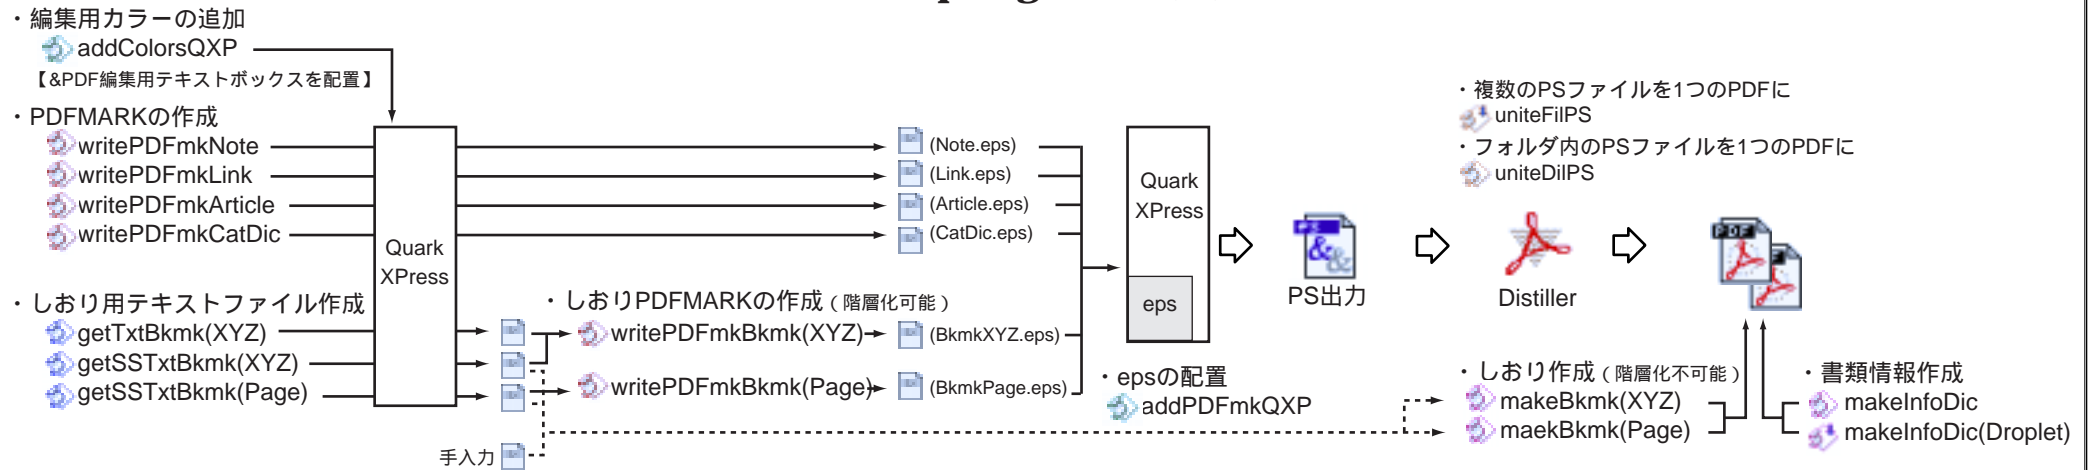 ・編集用カラーの追加
addColorsQXP
【&PDF編集用テキストボックスを配置】
・PDFMARKの作成
writePDFmkNote
writePDFmkLink
writePDFmkArticle
writePDFmkCatDic
Quark
XPress
(Note.eps)
(Link.eps)
(Article.eps)
(CatDic.eps)
・しおり用テキストファイル作成
getTxtBkmk(XYZ)
getSSTxtBkmk(XYZ)
getSSTxtBkmk(Page)
・しおりPDFMARKの作成(階層化可能)
writePDFmkBkmk(XYZ)
(BkmkXYZ.eps)
writePDFmkBkmk(Page)
(BkmkPage.eps)
手入力
Quark
XPress
eps
・epsの配置
addPDFmkQXP
PS
PS出力
・複数のPSファイルを1つのPDFに
uniteFilPS
・フォルダ内のPSファイルを1つのPDFに
uniteDilPS
Distiller
PDF
・しおり作成(階層化不可能)
makeBkmk(XYZ)
maekBkmk(Page)
・書類情報作成
makeInfoDic
makeInfoDic(Droplet)